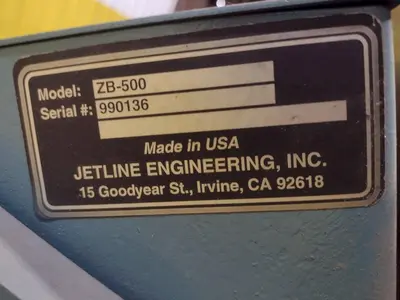 Model: ZB-500
Serial #: 990136
Made in USA
JETLINE ENGINEERING, INC.
15 Goodyear St., Irvine, CA 92618